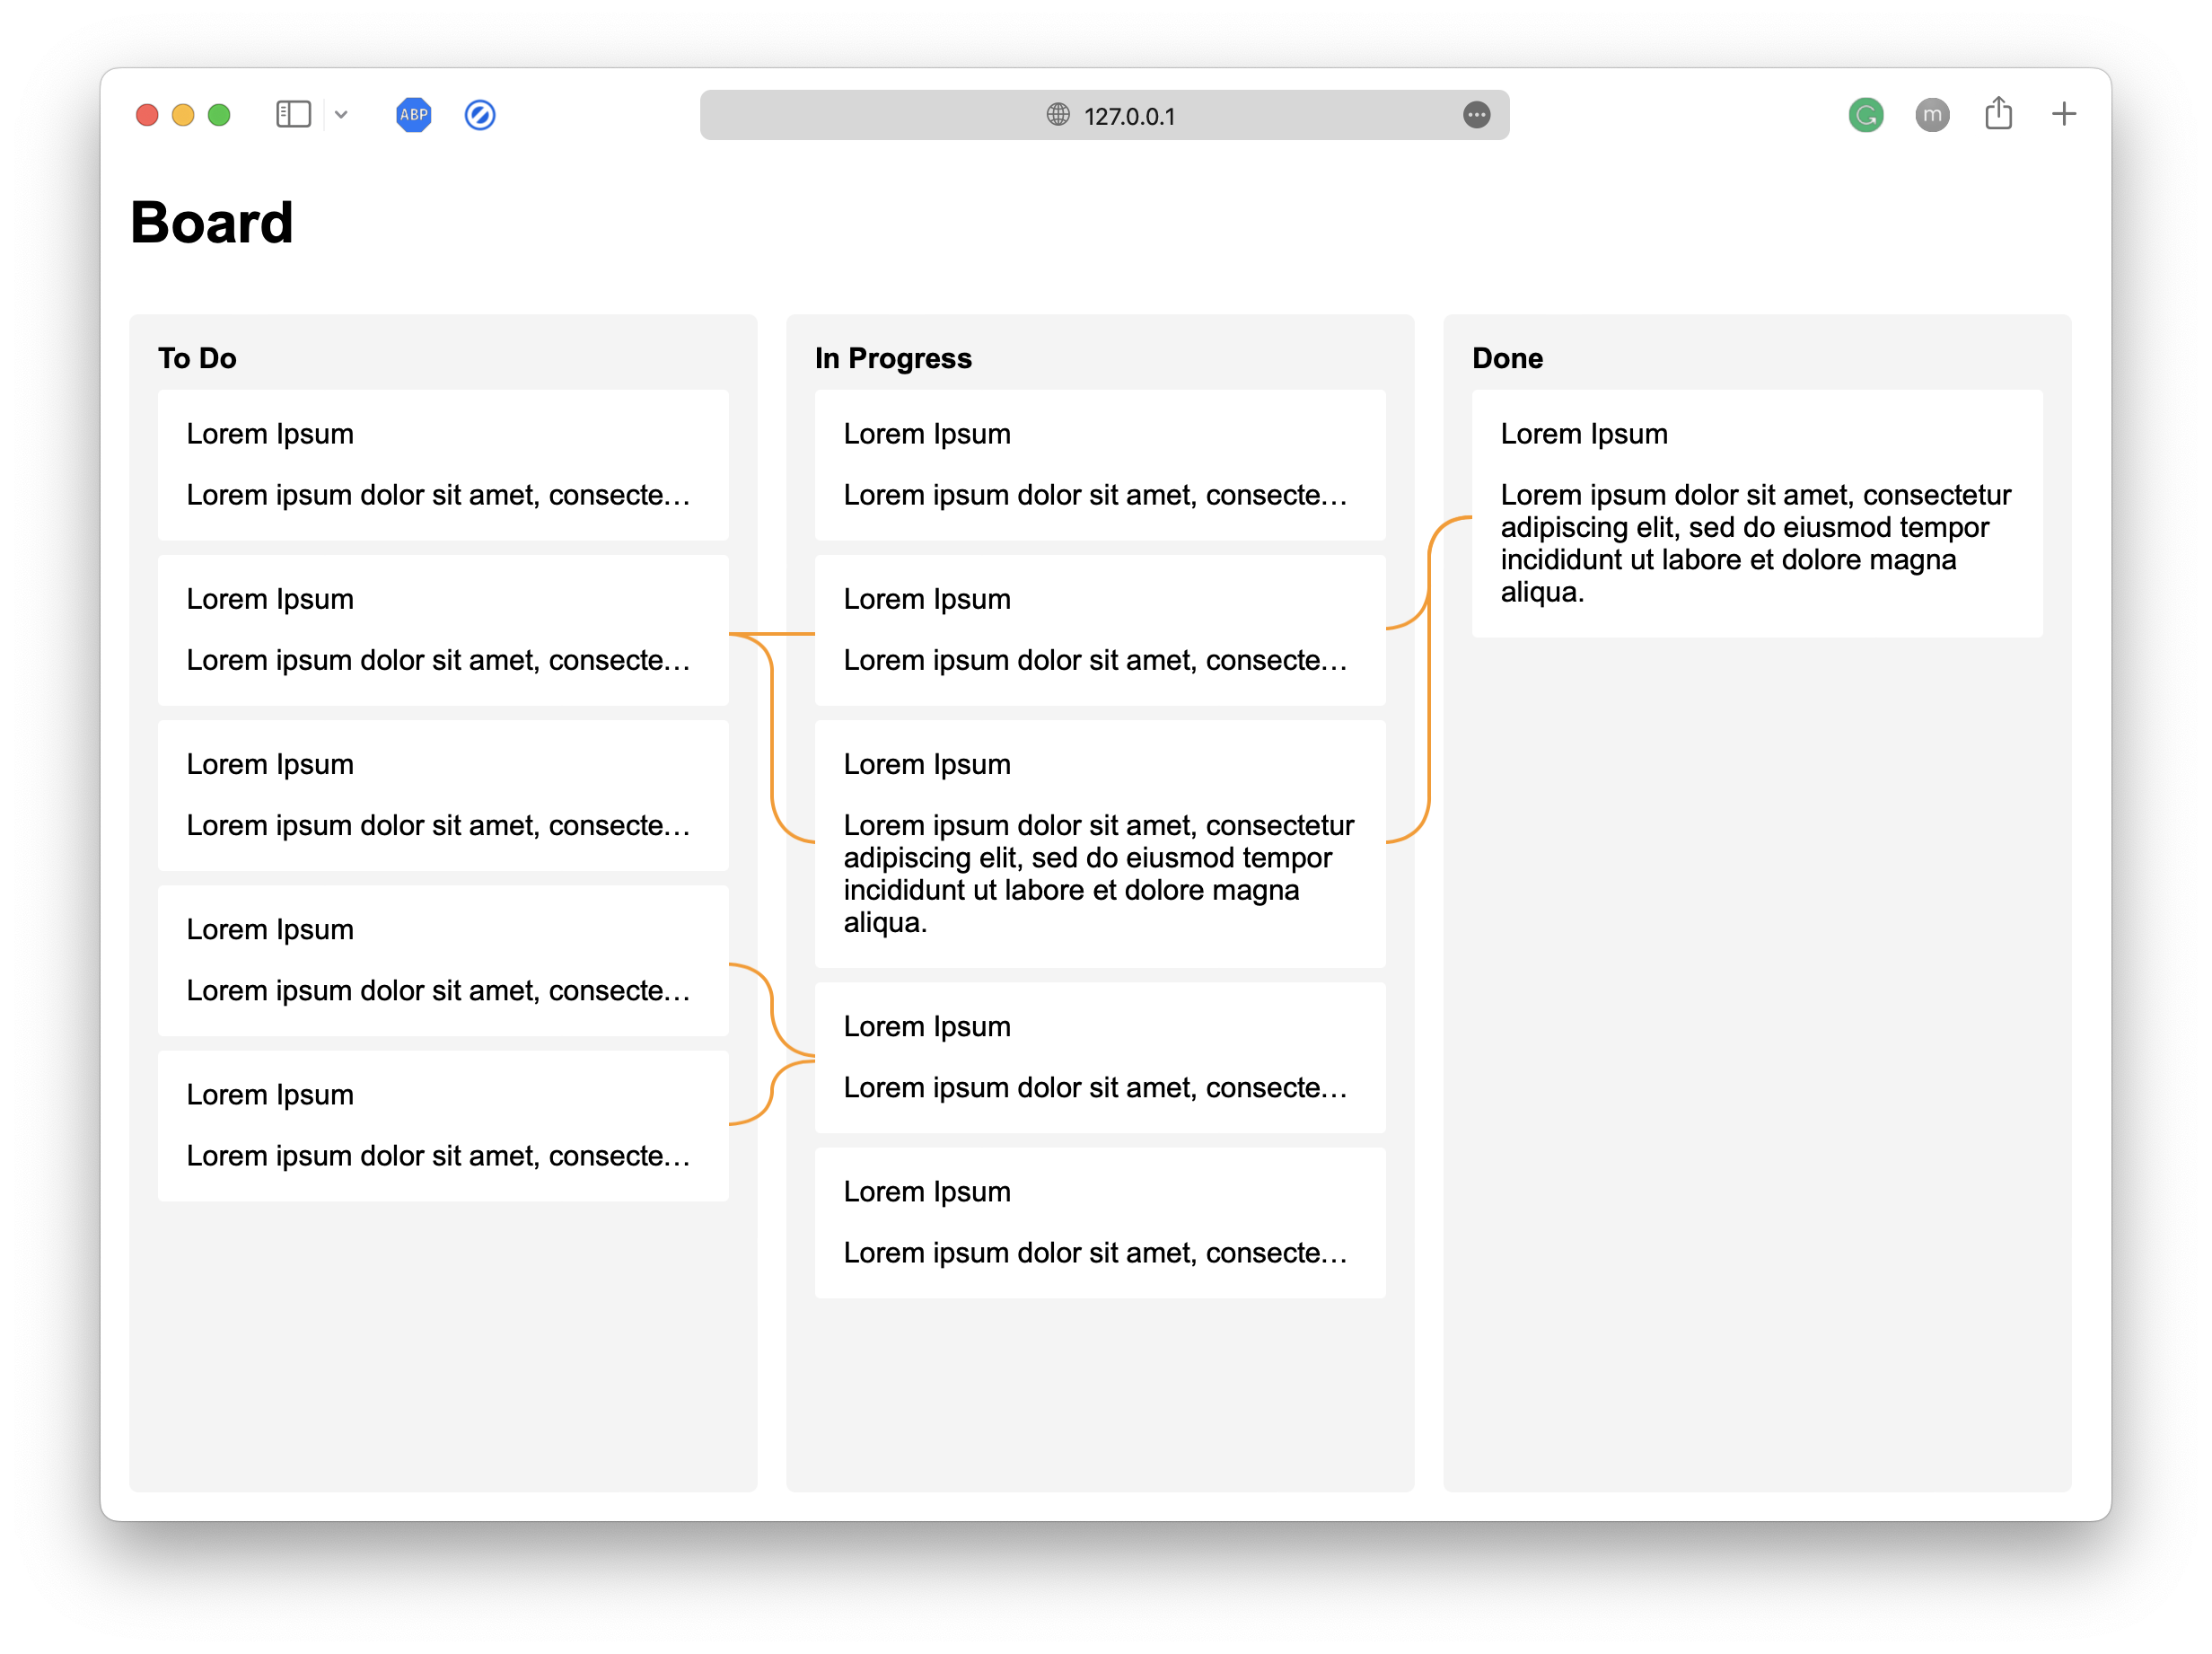 ABP
127.0.0.1
m
Board
To Do
Lorem Ipsum
Lorem ipsum dolor sit amet, consecte…
Lorem Ipsum
Lorem ipsum dolor sit amet, consecte…
Lorem Ipsum
Lorem ipsum dolor sit amet, consecte…
Lorem Ipsum
Lorem ipsum dolor sit amet, consecte…
Lorem Ipsum
Lorem ipsum dolor sit amet, consecte…
In Progress
Lorem Ipsum
Lorem ipsum dolor sit amet, consecte…
Lorem Ipsum
Lorem ipsum dolor sit amet, consecte…
Lorem Ipsum
Lorem ipsum dolor sit amet, consectetur
adipiscing elit, sed do eiusmod tempor
incididunt ut labore et dolore magna
aliqua.
Lorem Ipsum
Lorem ipsum dolor sit amet, consecte…
Lorem Ipsum
Lorem ipsum dolor sit amet, consecte…
Done
Lorem Ipsum
Lorem ipsum dolor sit amet, consectetur
adipiscing elit, sed do eiusmod tempor
incididunt ut labore et dolore magna
aliqua.